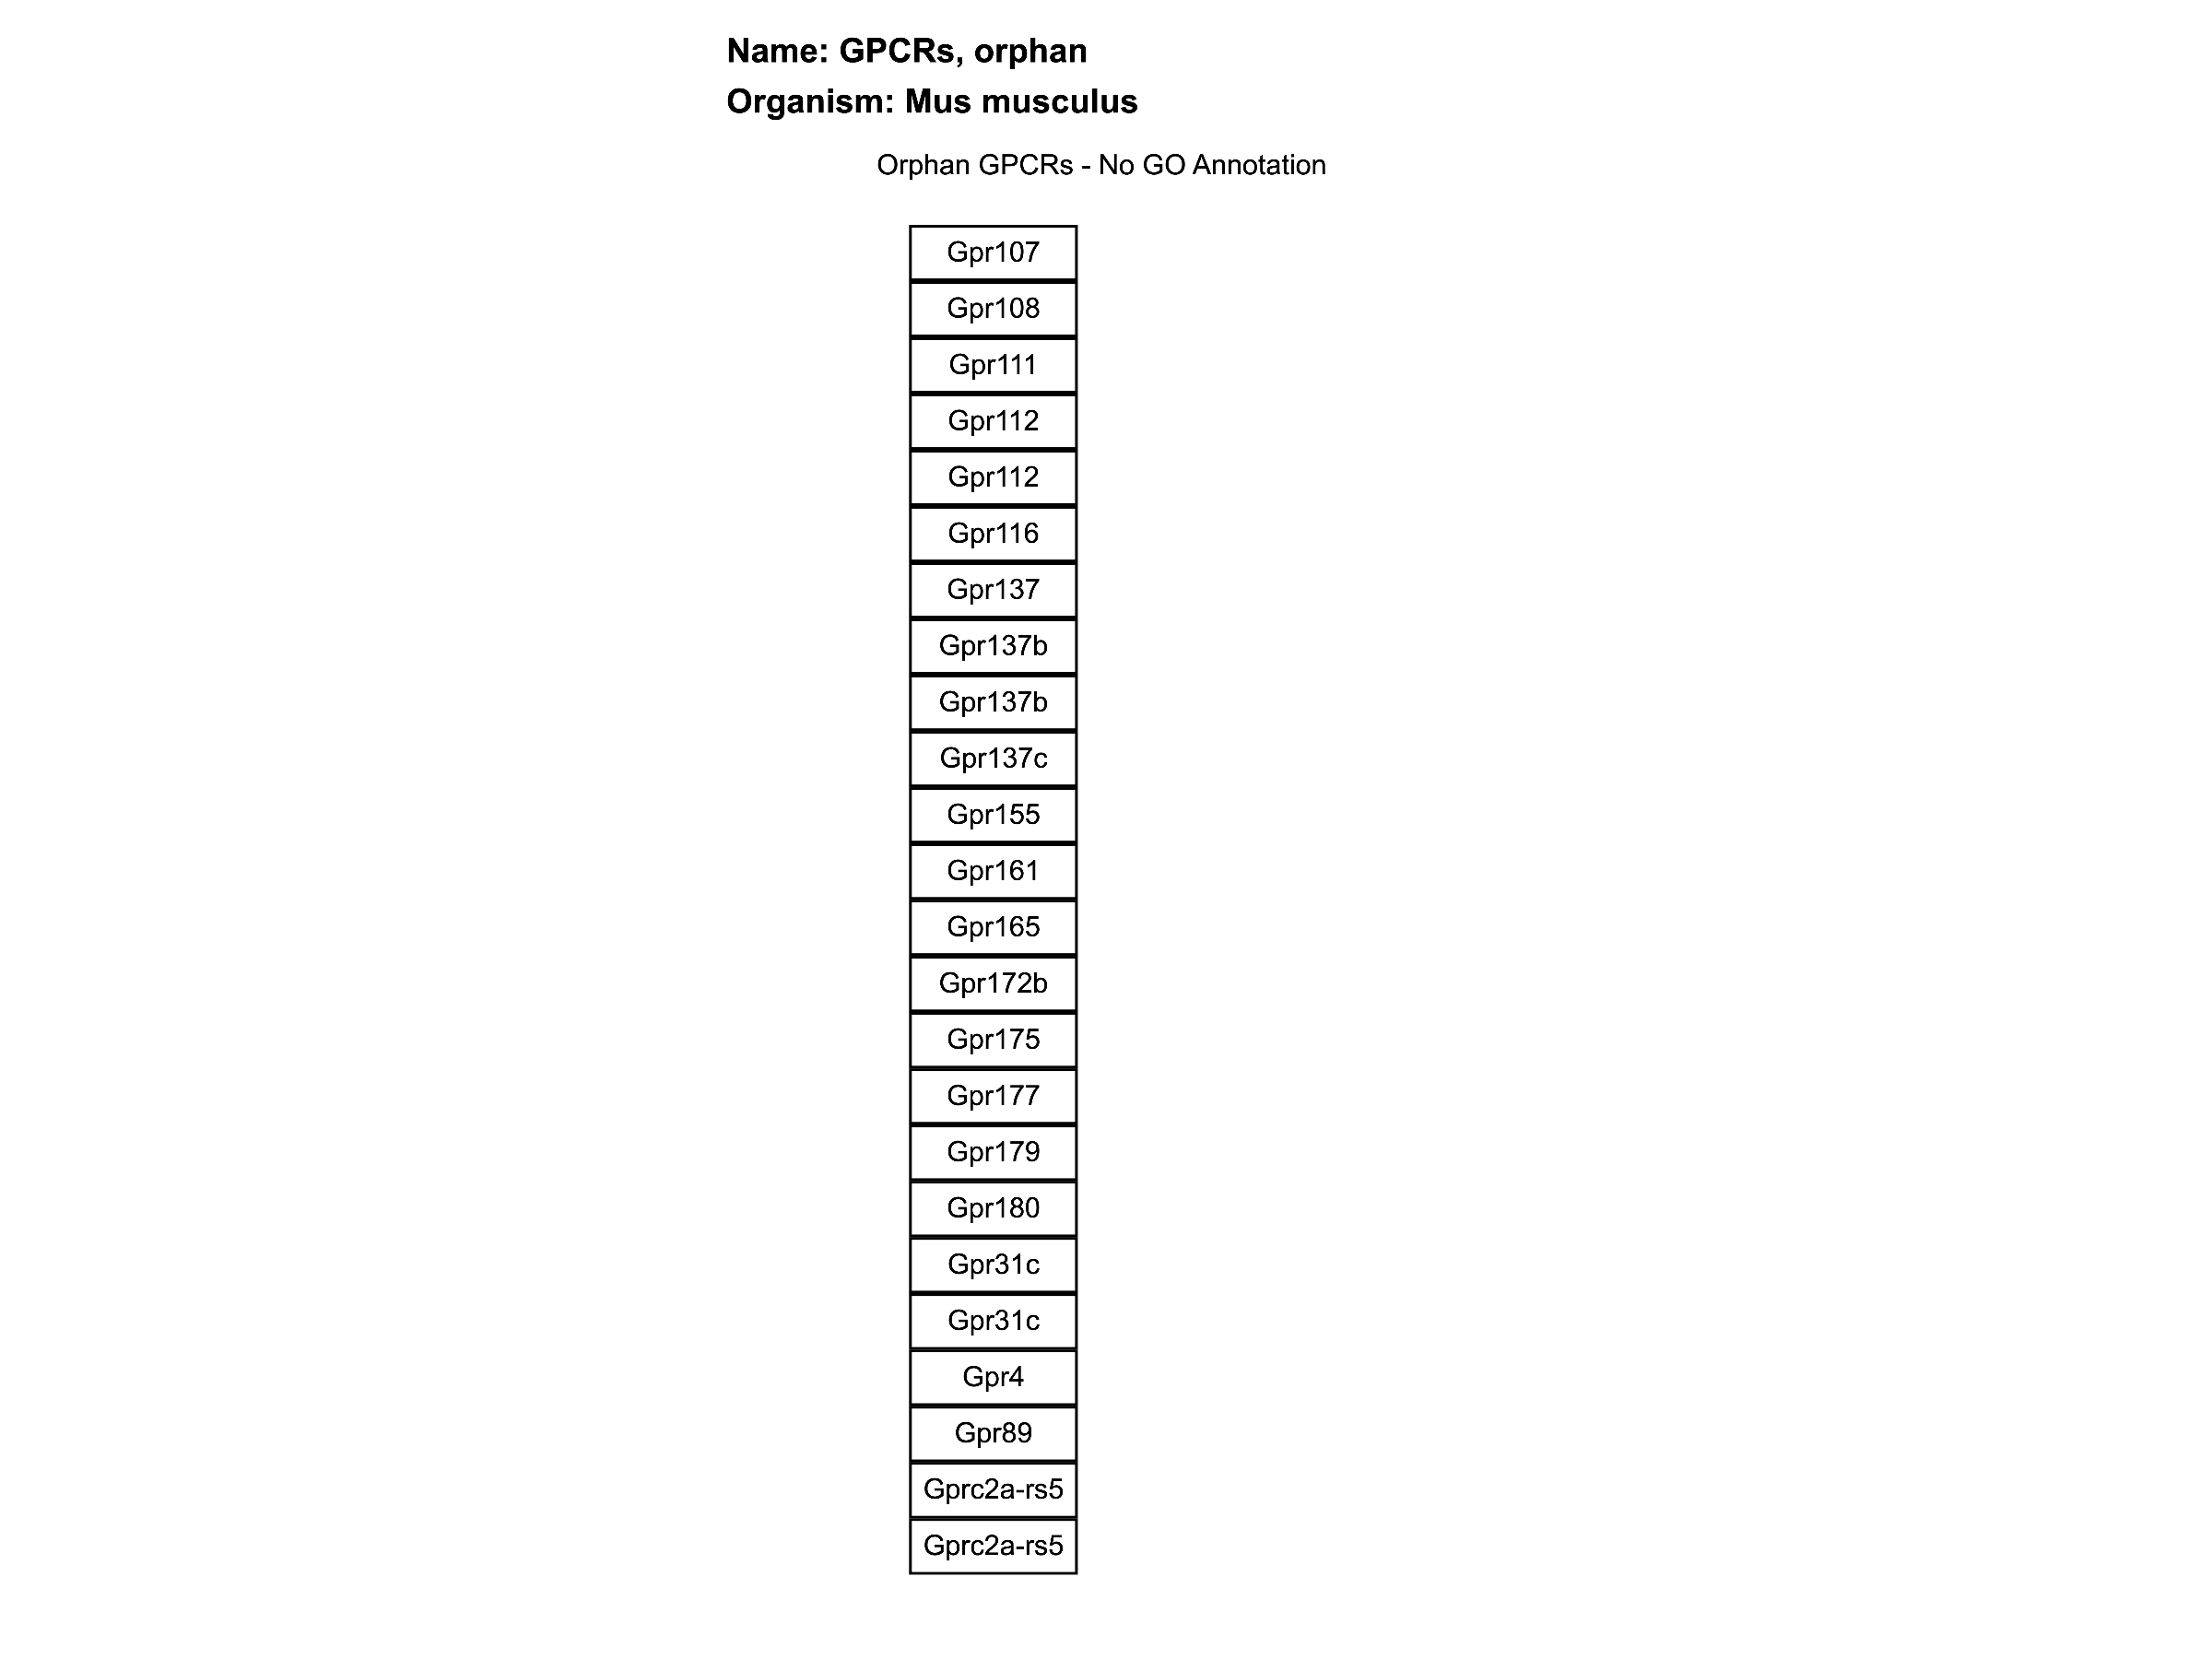 Name: GPCRs, orphan
Organism: Mus musculus
Orphan GPCRs - No GO Annotation
Gpr107
Gpr108
Gpr111
Gpr112
Gpr112
Gpr116
Gpr137
Gpr137b
Gpr137b
Gpr137c
Gpr155
Gpr161
Gpr165
Gpr172b
Gpr175
Gpr177
Gpr179
Gpr180
Gpr31c
Gpr31c
Gpr4
Gpr89
Gprc2a-rs5
Gprc2a-rs5